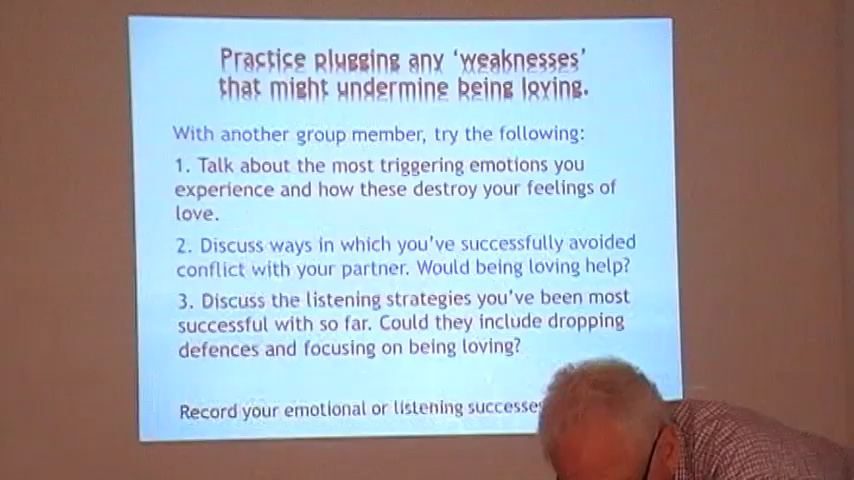 Practice plugging any ‘weaknesses’
that might undermine being loving.
With another group member, try the following:
1. Talk about the most triggering emotions you
experience and how these destroy your feelings of
love.
2. Discuss ways in which you’ve successfully avoided
conflict with your partner. Would being loving help?
3. Discuss the listening strategies you’ve been most
successful with so far. Could they include dropping
defences and focusing on being loving?
Record your emotional or listening